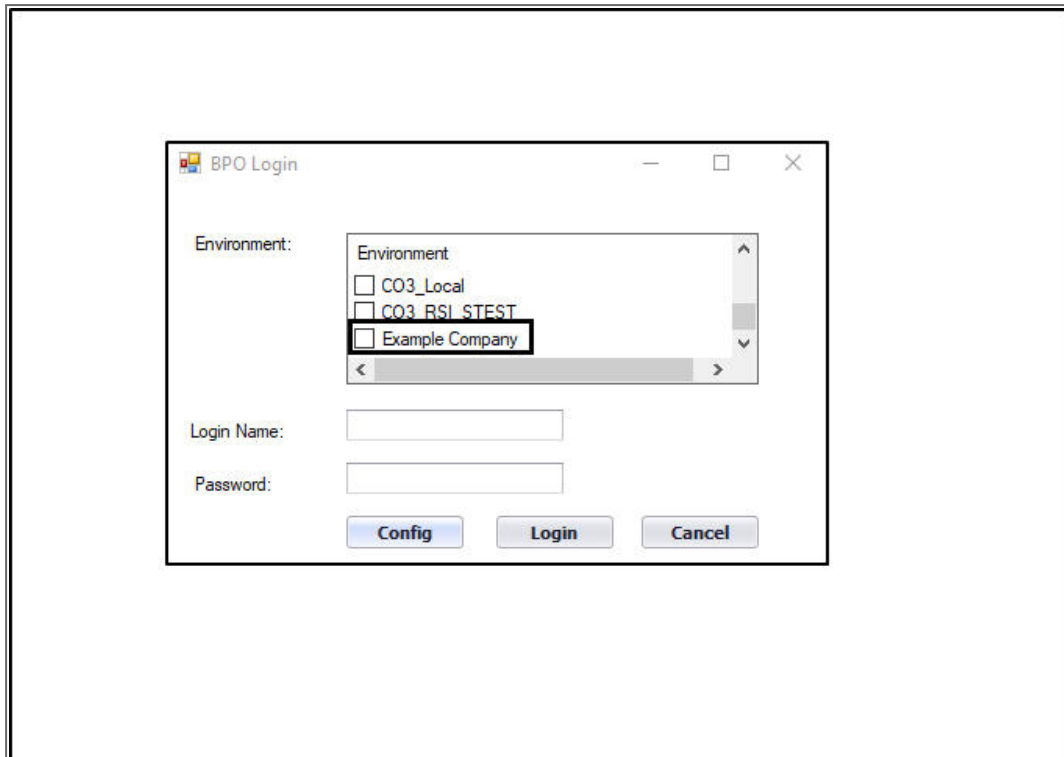 BPO Login
Environment:
Environment
CO3_Local
CO3_RSI_STEST
Example Company
Login Name:
Password:
Config Login Cancel